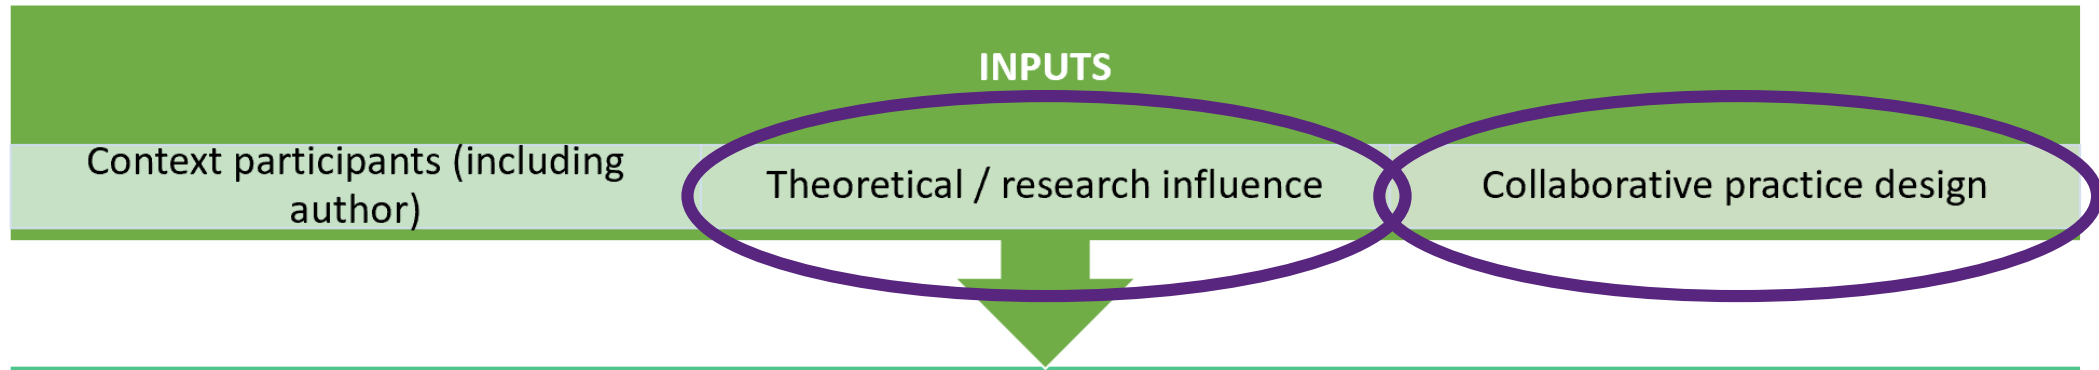 INPUTS
Context participants (including
author)
Theoretical / research influence
Collaborative practice design